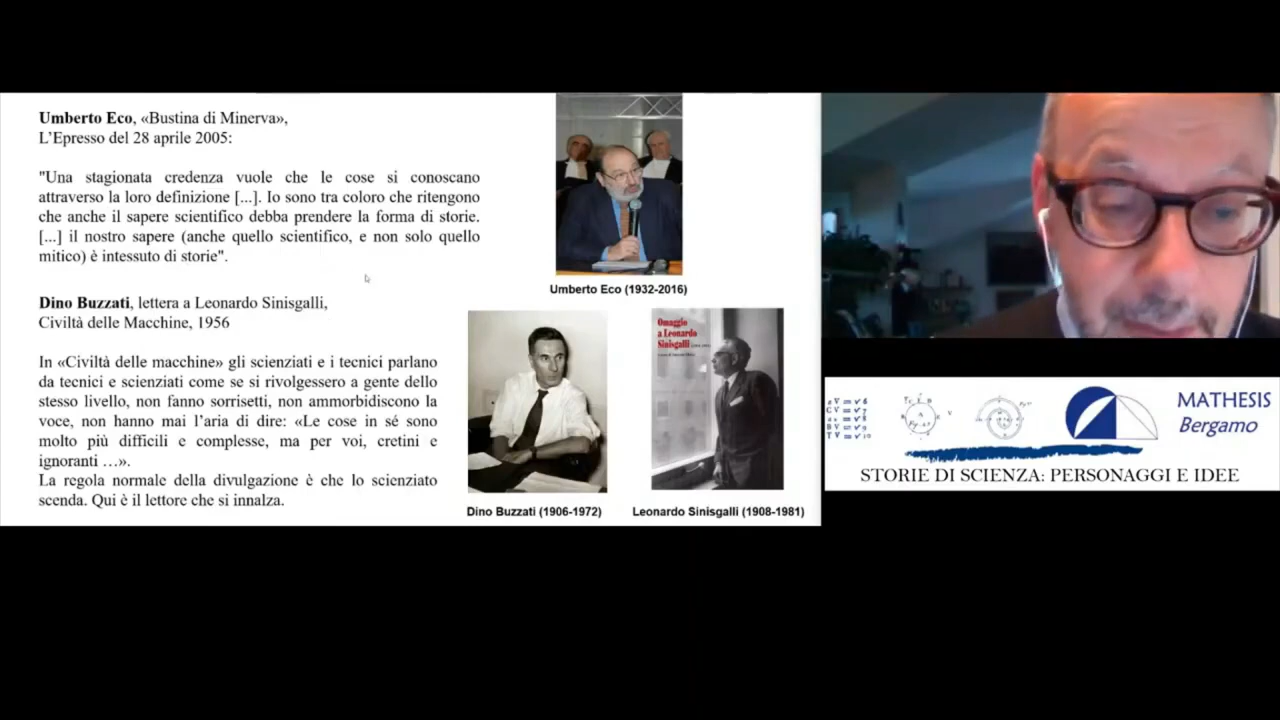 Umberto Eco, «Bustina di Minerva»,
L'Epresso del 28 aprile 2005:
"Una stagionata credenza vuole che le cose si conoscano
attraverso la loro definizione [...]. Io sono tra coloro che ritengono
che anche il sapere scientifico debba prendere la forma di storie.
[...] il nostro sapere (anche quello scientifico, e non solo quello
mitico) è intessuto di storie".
Dino Buzzati, lettera a Leonardo Sinisgalli,
Civiltà delle Macchine, 1956
In «Civiltà delle macchine» gli scienziati e i tecnici parlano
da tecnici e scienziati come se si rivolgessero a gente dello
stesso livello, non fanno sorrisetti, non ammorbidiscono la
voce, non hanno mai l'aria di dire: «Le cose in sé sono
molto più difficili e complesse, ma per voi, cretini e
ignoranti …».
La regola normale della divulgazione è che lo scienziato
scenda. Qui è il lettore che si innalza.
Umberto Eco (1932-2016)
Omaggio
a Leonardo
Sinisgalli
Dino Buzzati (1906-1972)
Leonardo Sinisgalli (1908-1981)
MATHESIS
Bergamo
STORIE DI SCIENZA: PERSONAGGI E IDEE